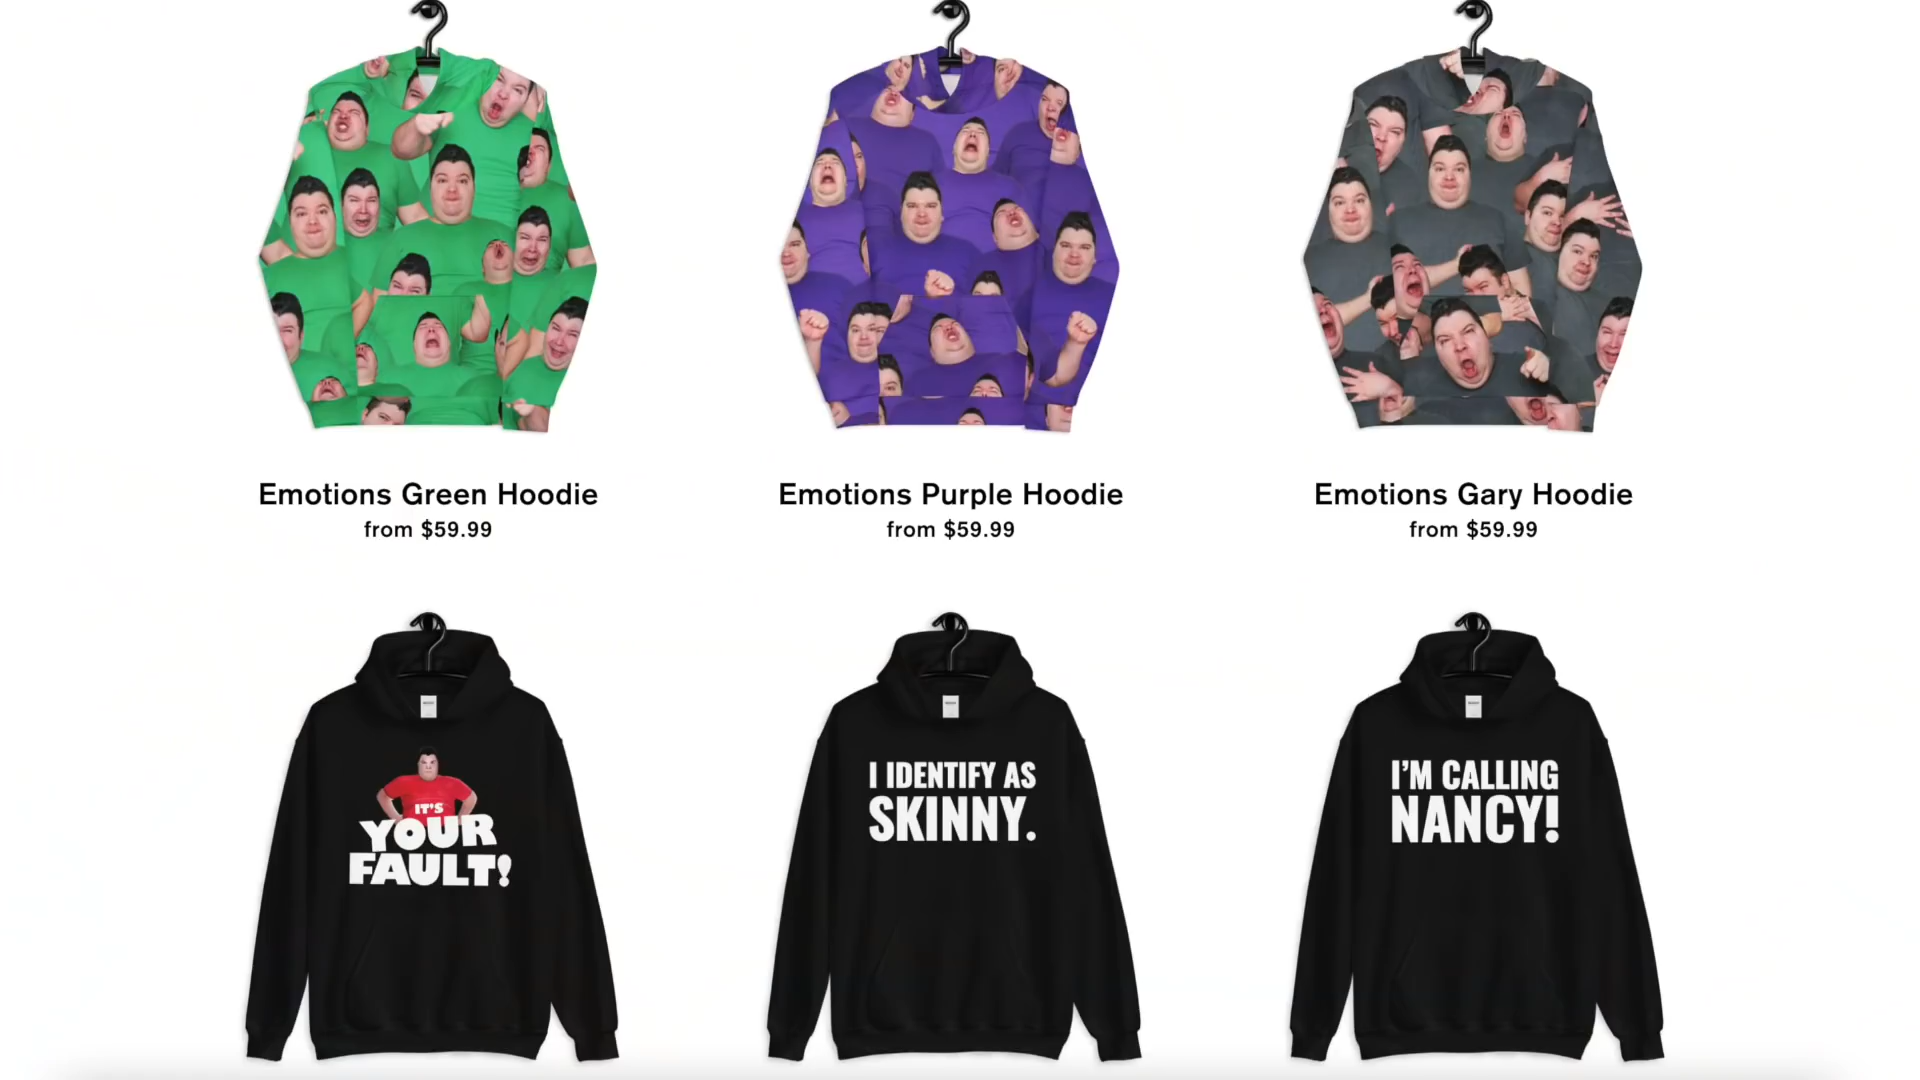 Emotions Green Hoodie
from $59.99
Emotions Purple Hoodie
from $59.99
Emotions Gary Hoodie
from $59.99
IT'S
YOUR
FAULT!
I IDENTIFY AS
SKINNY.
I'M CALLING
NANCY!